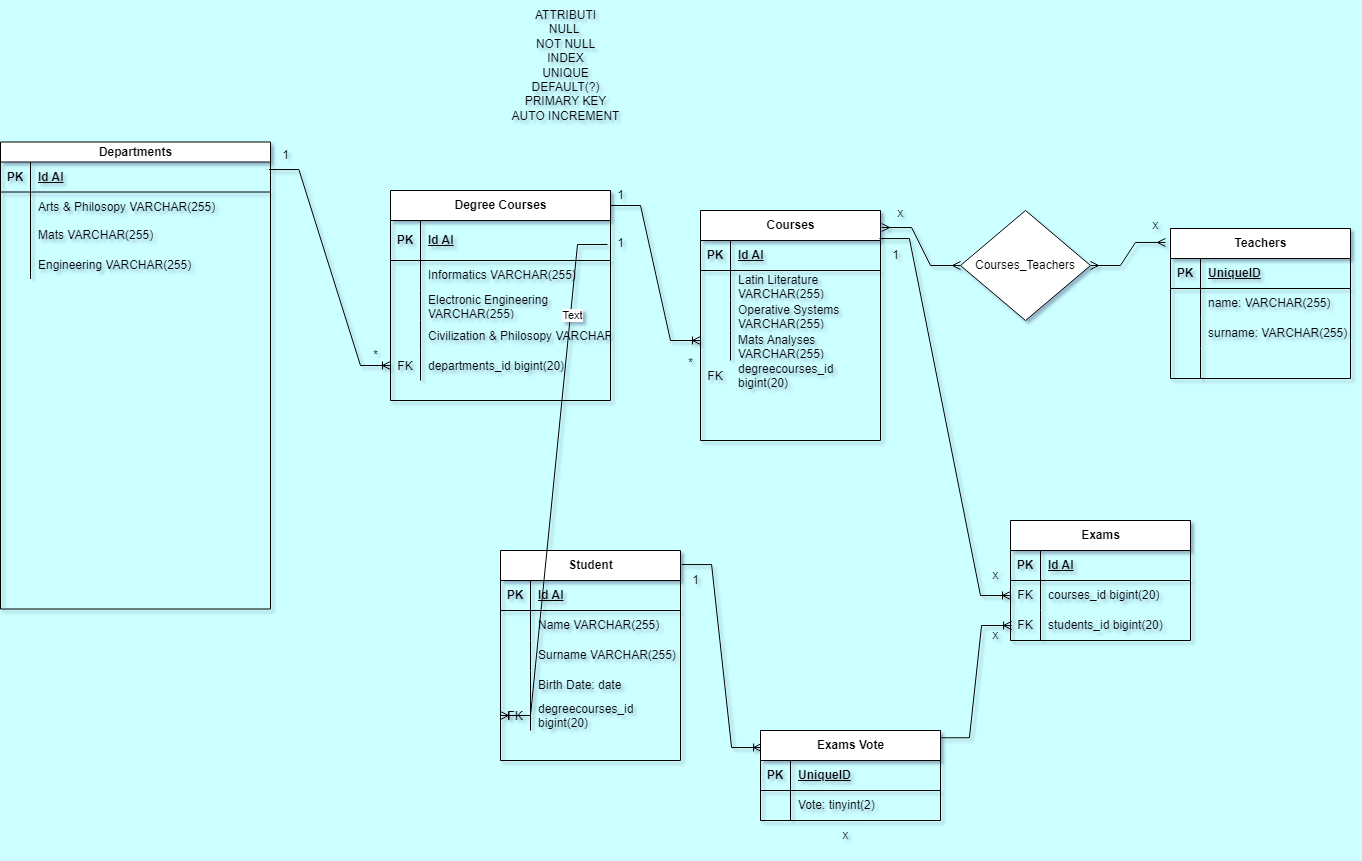 ATTRIBUTI
NULL
NOT NULL
INDEX
UNIQUE
DEFAULT(?)
PRIMARY KEY
AUTO INCREMENT
Departments
1
PK Id AI
Arts & Philosopy VARCHAR(255)
Mats VARCHAR(255)
Engineering VARCHAR(255)
*
Degree Courses
1
PK Id AI
1
Informatics VARCHAR(255)
Electronic Engineering
VARCHAR(255)
Text
Civilization & Philosopy VARCHAR
FK departments_id bigint(20)
*
Courses
x
PK Id AI
1
Latin Literature
VARCHAR(255)
Operative Systems
VARCHAR(255)
Mats Analyses
VARCHAR(255)
FK degreecourses_id
bigint(20)
Courses_Teachers
x
Teachers
PK UniqueID
name: VARCHAR(255)
surname: VARCHAR(255)
Student
1
PK Id AI
Name VARCHAR(255)
Surname VARCHAR(255)
Birth Date: date
FK degreecourses_id
bigint(20)
Exams
PK Id AI
x
FK courses_id bigint(20)
FK students_id bigint(20)
x
Exams Vote
PK UniqueID
Vote: tinyint(2)
x